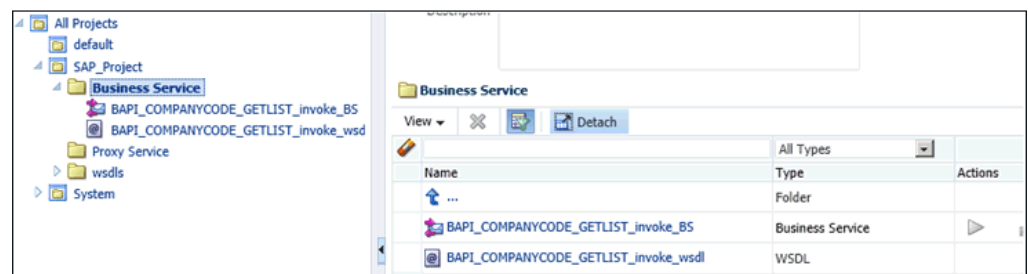 All Projects
default
SAP_Project
Business Service
BAPI_COMPANYCODE_GETLIST_invoke_BS
BAPI_COMPANYCODE_GETLIST_invoke_wsd
Proxy Service
wsdls
System
Description
Business Service
View
Detach
All Types
Name Type Actions
... Folder
BAPI_COMPANYCODE_GETLIST_invoke_BS Business Service
BAPI_COMPANYCODE_GETLIST_invoke_wsdl WSDL